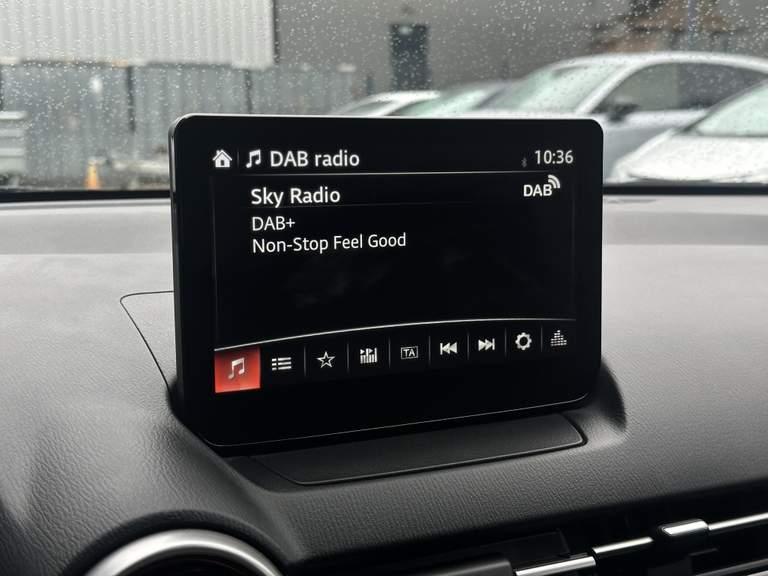 DAB radio 10:36
Sky Radio DAB
DAB+
Non-Stop Feel Good
TA